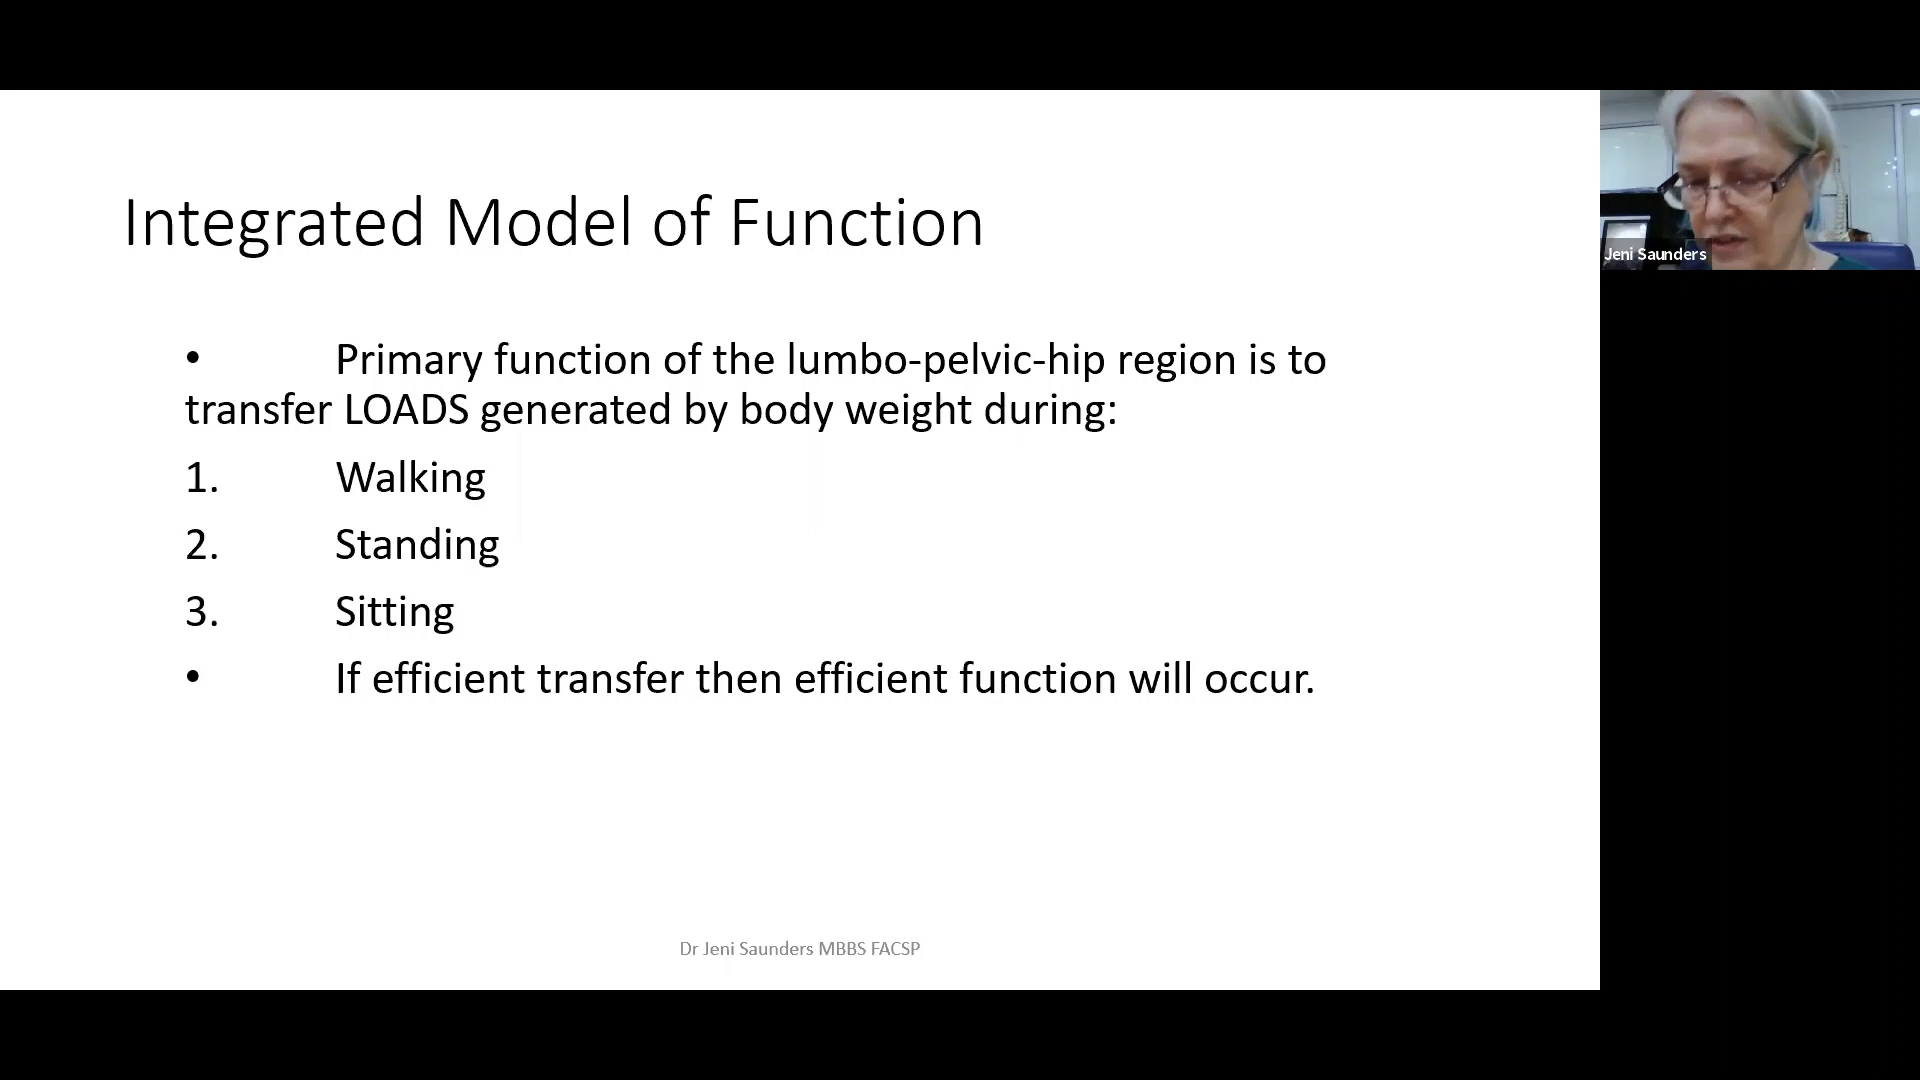 Integrated Model of Function
• Primary function of the lumbo-pelvic-hip region is to
transfer LOADS generated by body weight during:
1. Walking
2. Standing
3. Sitting
• If efficient transfer then efficient function will occur.
Dr Jeni Saunders MBBS FACSP
Jeni Saunders